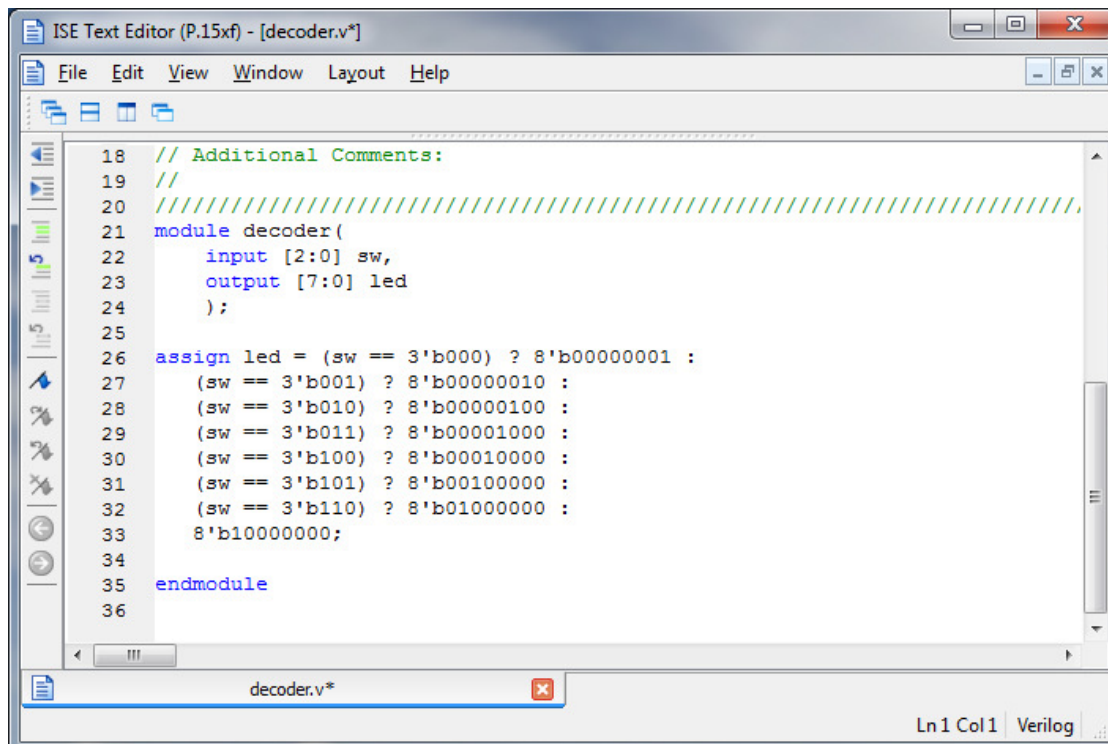 ISE Text Editor (P.15xf) - [decoder.v*]
File Edit View Window Layout Help
18 // Additional Comments:
19 //
20 /////////////////////////////////////////////////////////////////////////
21 module decoder(
22     input [2:0] sw,
23     output [7:0] led
24     );
25
26 assign led = (sw == 3'b000) ? 8'b00000001 :
27    (sw == 3'b001) ? 8'b00000010 :
28    (sw == 3'b010) ? 8'b00000100 :
29    (sw == 3'b011) ? 8'b00001000 :
30    (sw == 3'b100) ? 8'b00010000 :
31    (sw == 3'b101) ? 8'b00100000 :
32    (sw == 3'b110) ? 8'b01000000 :
33    8'b10000000;
34
35 endmodule
36
decoder.v*
Ln 1 Col 1 Verilog